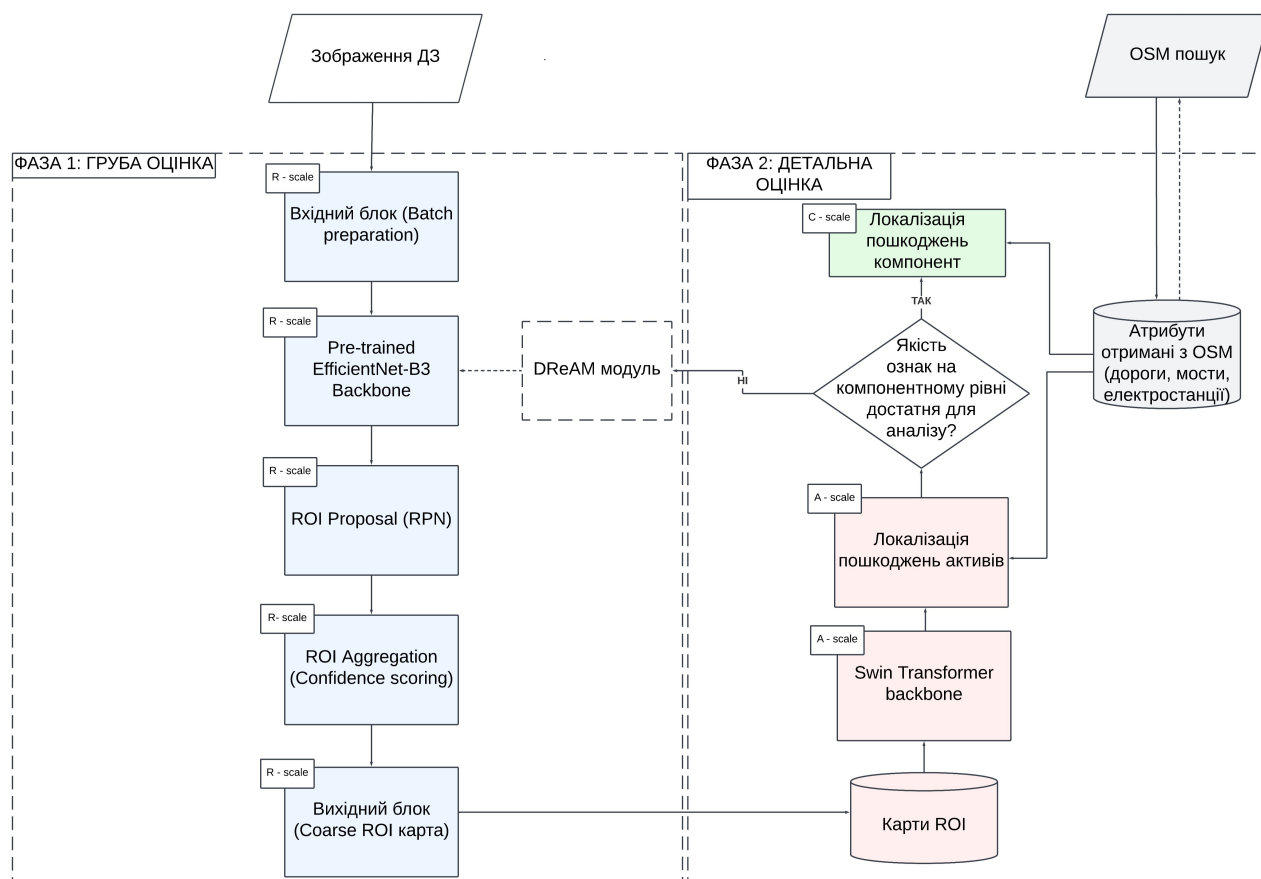 Зображення ДЗ
OSM пошук
ФАЗА 1: ГРУБА ОЦІНКА
R - scale
Вхідний блок (Batch
preparation)
R - scale
Pre-trained
EfficientNet-B3
Backbone
DReAM модуль
R - scale
ROI Proposal (RPN)
R- scale
ROI Aggregation
(Confidence scoring)
R - scale
Вихідний блок
(Coarse ROI карта)
ФАЗА 2: ДЕТАЛЬНА
ОЦІНКА
C - scale
Локалізація
пошкоджень
компонент
ТАК
Якість
ознак на
компонентному рівні
достатня для
аналізу?
НІ
Атрибути
отримані з OSM
(дороги, мости,
електростанції)
A - scale
Локалізація
пошкоджень активів
A - scale
Swin Transformer
backbone
Карти ROI